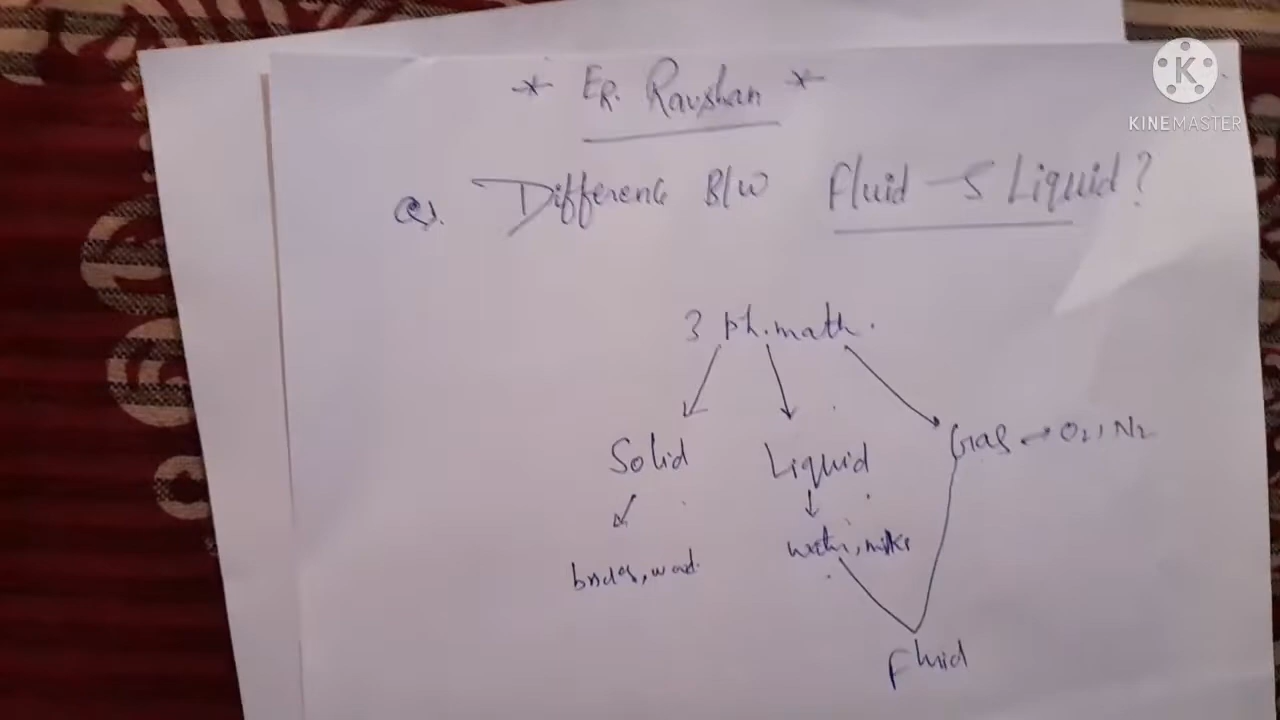 * ER. Raushan *
K
KINEMASTER
Q1. Difference B/W Fluid & Liquid?
3 ph. math.
Solid
Liquid
Gas → O2, N2
water, milk
bricks, wood
Fluid